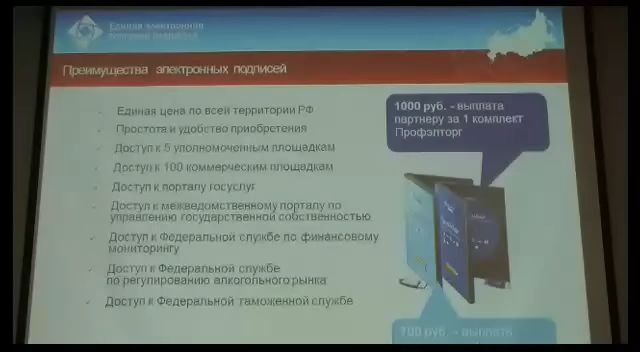 Единая электронная
торговая площадка
Преимущества электронных подписей
Единая цена по всей территории РФ
Простота и удобство приобретения
Доступ к 5 уполномоченным площадкам
Доступ к 100 коммерческим площадкам
Доступ к порталу госуслуг
Доступ к межведомственному порталу по
управлению государственной собственностью
Доступ к Федеральной службе по финансовому
мониторингу
Доступ к Федеральной службе
по регулированию алкогольного рынка
Доступ к Федеральной таможенной службе
1000 руб. - выплата
партнеру за 1 комплект
Профэлторг
700 руб. - выплата